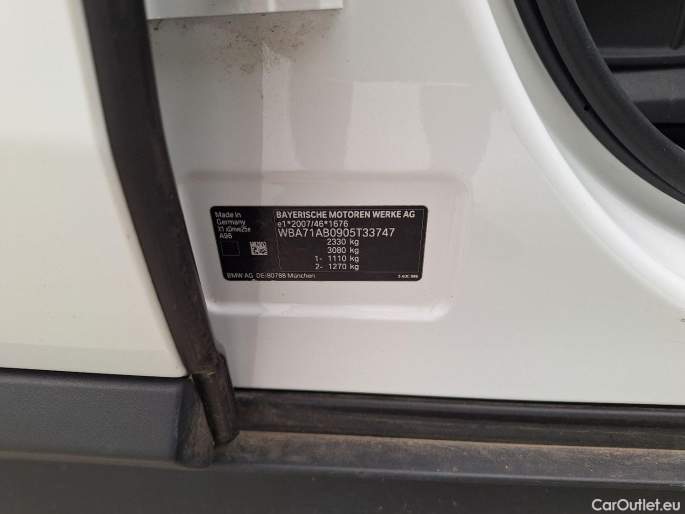 Made in
Germany
X1 xDrive25e
A96
BAYERISCHE MOTOREN WERKE AG
e1*2007/46*1676
WBA71AB0905T33747
2330 kg
3080 kg
1- 1110 kg
2- 1270 kg
BMW AG, DE-80788 München
CarOutlet.eu